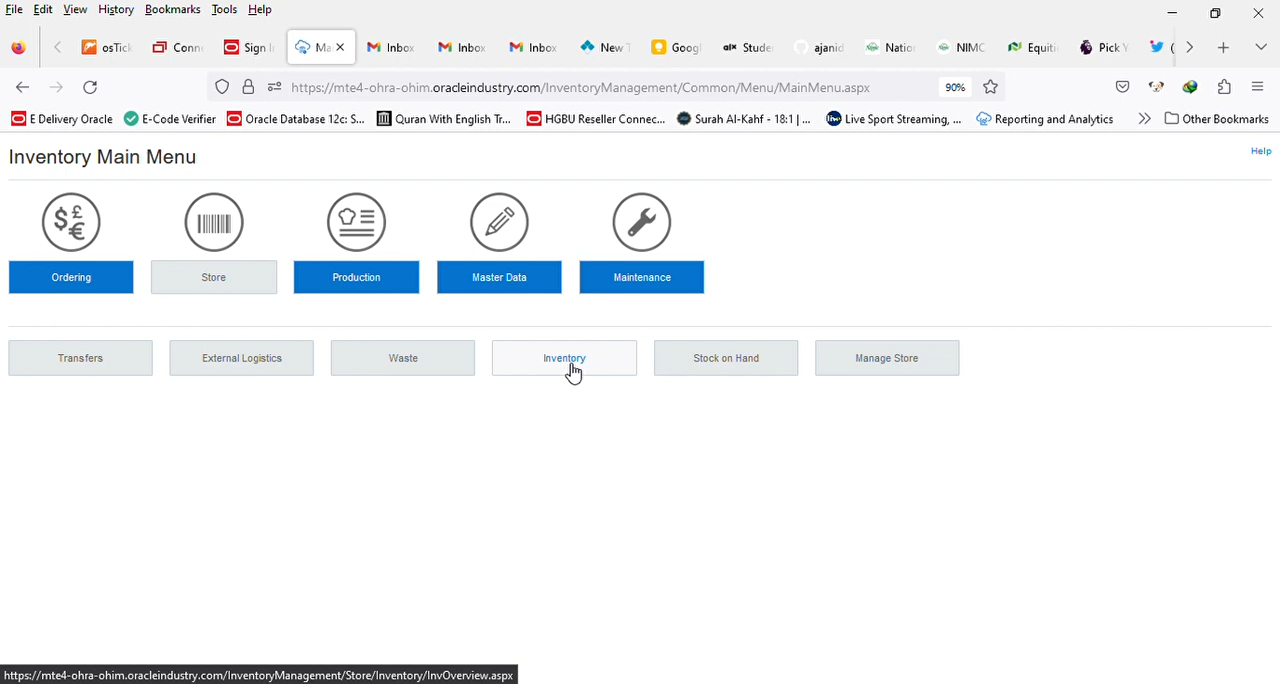 File Edit View History Bookmarks Tools Help
osTick Conn Sign I Ma Inbox Inbox Inbox New T Googl olx Stude ajanid Natio NIMC Equiti Pick Y (
https://mte4-ohra-ohim.oracleindustry.com/InventoryManagement/Common/Menu/MainMenu.aspx 90%
E Delivery Oracle E-Code Verifier Oracle Database 12c: S... Quran With English Tr... HGBU Reseller Connec... Surah Al-Kahf - 18:1 | ... Live Sport Streaming, ... Reporting and Analytics Other Bookmarks
Inventory Main Menu Help
Ordering Store Production Master Data Maintenance
Transfers External Logistics Waste Inventory Stock on Hand Manage Store
https://mte4-ohra-ohim.oracleindustry.com/InventoryManagement/Store/Inventory/InvOverview.aspx